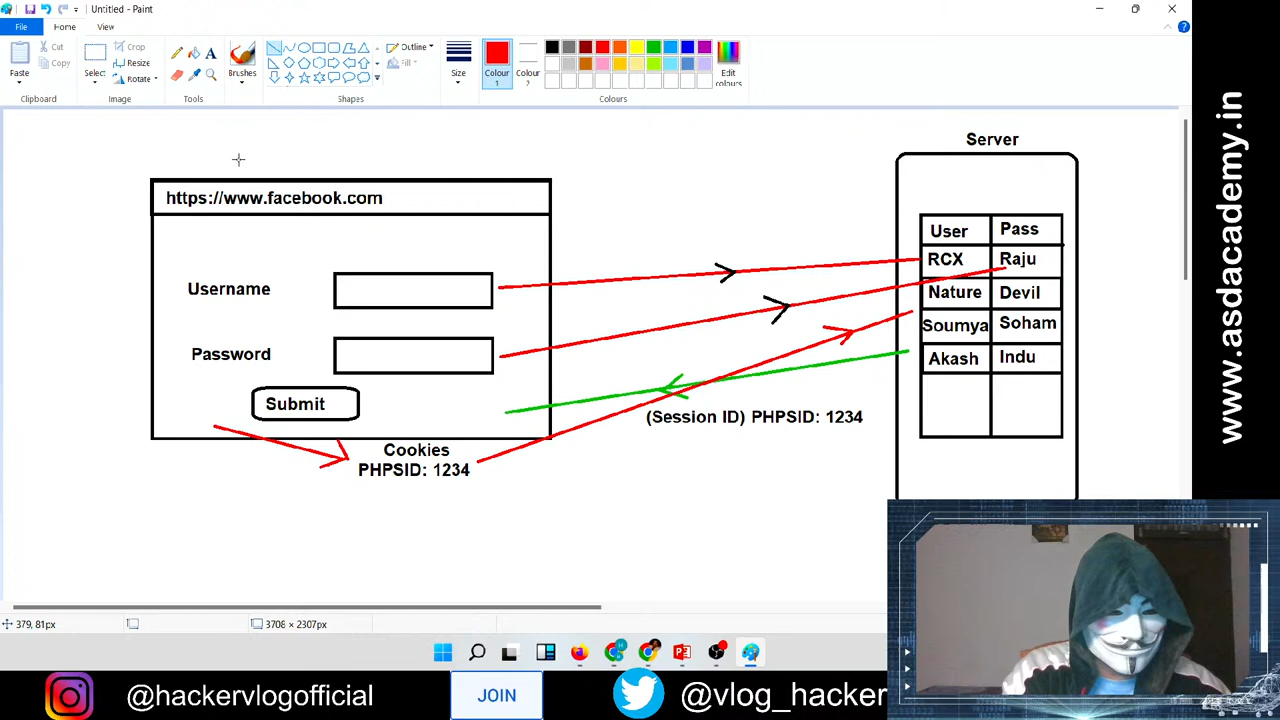 Untitled - Paint
File
Home
View
Paste
Cut
Copy
Clipboard
Select
Crop
Resize
Rotate
Image
A
Tools
Brushes
Outline
Fill
Shapes
Size
Colour
1
Colour
2
Edit
colours
Colours
Server
https://www.facebook.com
User
Pass
RCX
Raju
Username
Nature
Devil
Soumya
Soham
Password
Akash
Indu
Submit
(Session ID) PHPSID: 1234
Cookies
PHPSID: 1234
379, 81px
3708 × 2307px
@hackervlogofficial
JOIN
@vlog_hacker
www.asdacademy.in